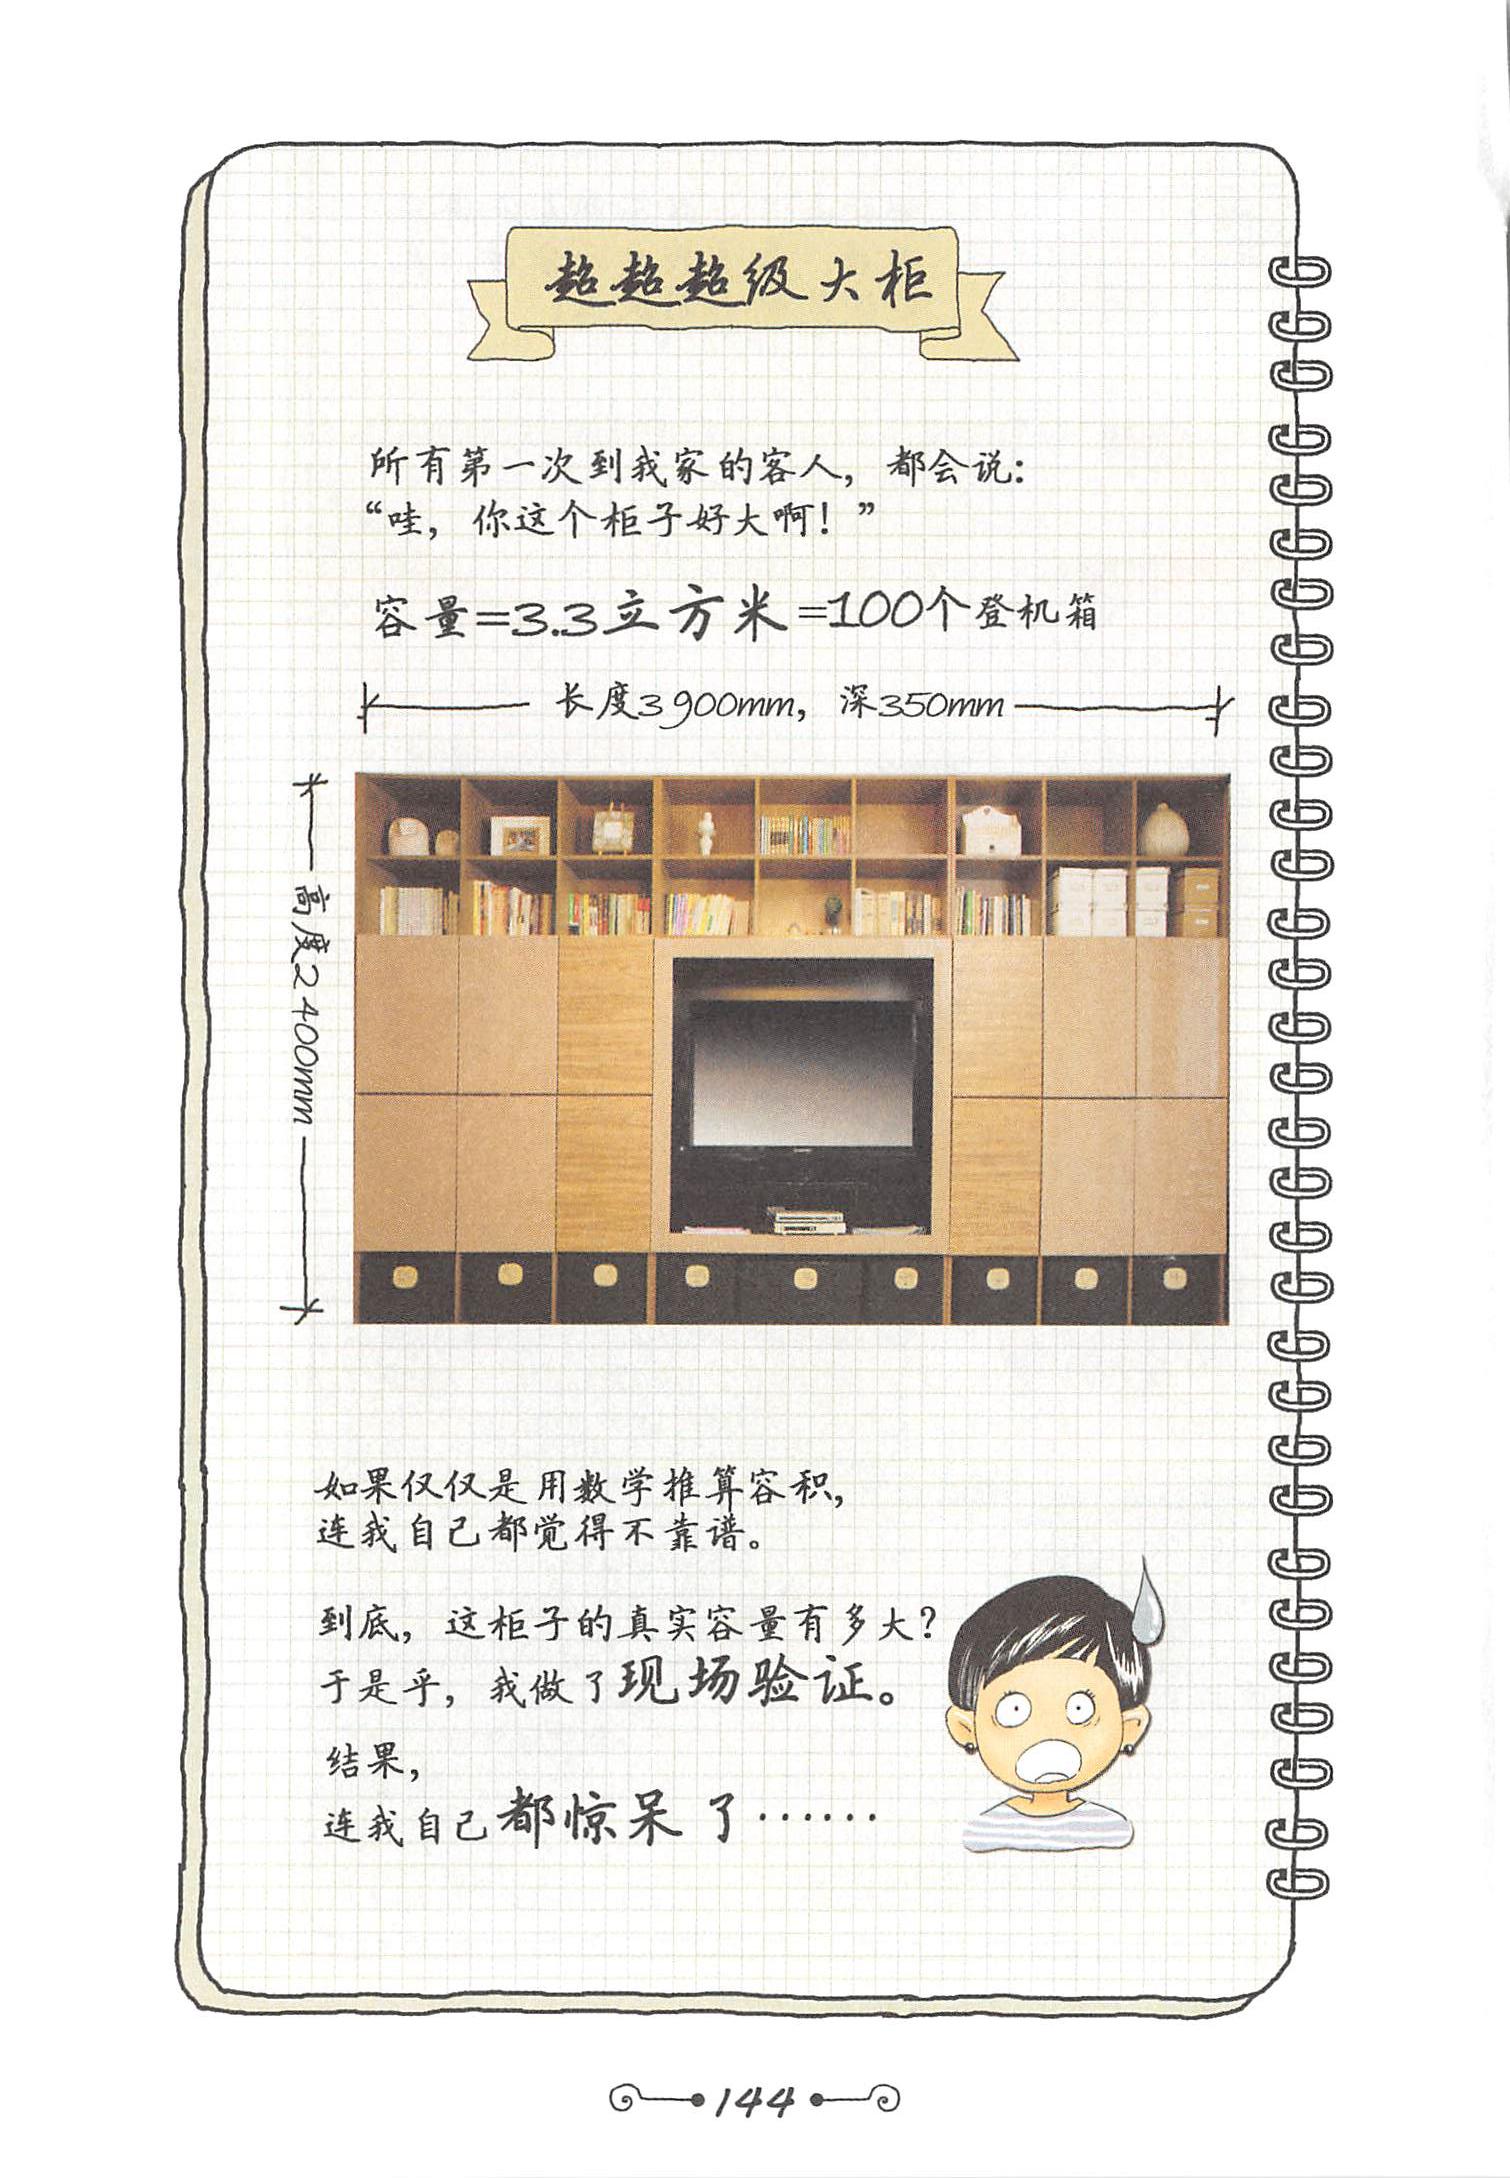 超超超级大柜
所有第一次到我家的客人，都会说：
“哇，你这个柜子好大啊！”
容量=3.3立方米=100个登机箱
长度3900mm，深350mm
高度2400mm
如果仅仅是用数学推算容积，
连我自己都觉得不靠谱。
到底，这柜子的真实容量有多大？
于是乎，我做了现场验证。
结果，
连我自己都惊呆了……
144